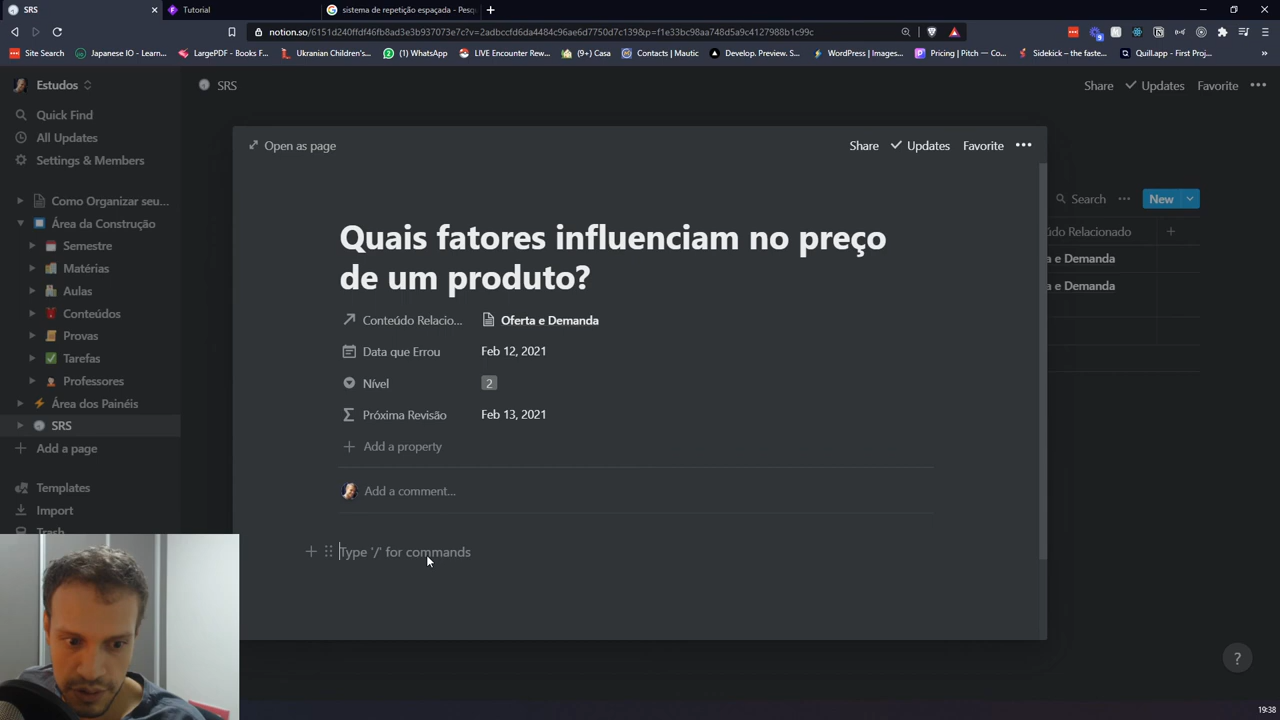 SRS
Tutorial
sistema de repetição espaçada - Pesq
notion.so/6151d240ffdf46fb8ad3e3b937073c0e?v=2adbdc6a6dd4484c96ae6d7750d7c139&p=f1e33bc98aa748d5a9c4127988b1c99c
Site Search
Japanese IO - Learn...
LargePDF - Books F...
Ukranian Children's...
(1) WhatsApp
LIVE Encounter Rew...
(9+) Casa
Contacts | Mautic
Develop. Preview. S...
WordPress | Images...
Pricing | Pitch — Co...
Sidekick – the faste...
Quill.app - First Proj...
»
Estudos
SRS
Share
Updates
Favorite
Quick Find
All Updates
Settings & Members
Como Organizar seu...
Área da Construção
Semestre
Matérias
Aulas
Conteúdos
Provas
Tarefas
Professores
Área dos Painéis
SRS
Add a page
Templates
Import
Trash
Open as page
Share
Updates
Favorite
Quais fatores influenciam no preço
de um produto?
Conteúdo Relacio... Oferta e Demanda
Data que Errou Feb 12, 2021
Nível 2
Próxima Revisão Feb 13, 2021
Add a property
Add a comment...
Type '/' for commands
Search
New
údo Relacionado
a e Demanda
a e Demanda
?
19:38